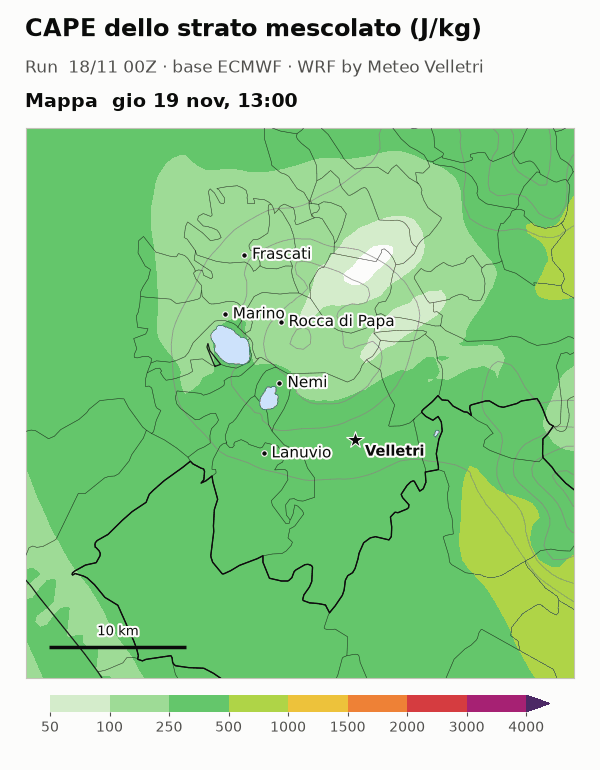 CAPE dello strato mescolato (J/kg)
Run  18/11 00Z · base ECMWF · WRF by Meteo Velletri
Mappa  gio 19 nov, 13:00
Frascati
Marino
Rocca di Papa
Nemi
Velletri
Lanuvio
10 km
50 100 250 500 1000 1500 2000 3000 4000